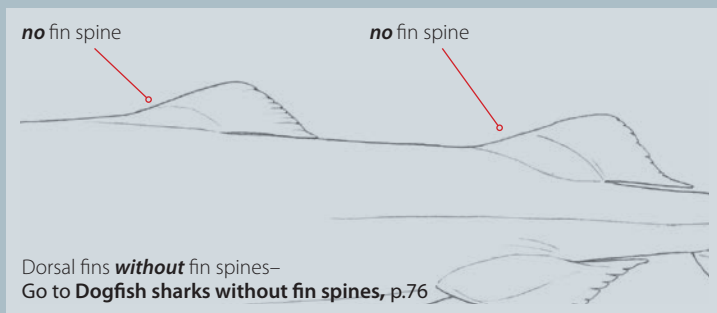 no fin spine
no fin spine
Dorsal fins without fin spines–
Go to Dogfish sharks without fin spines, p.76